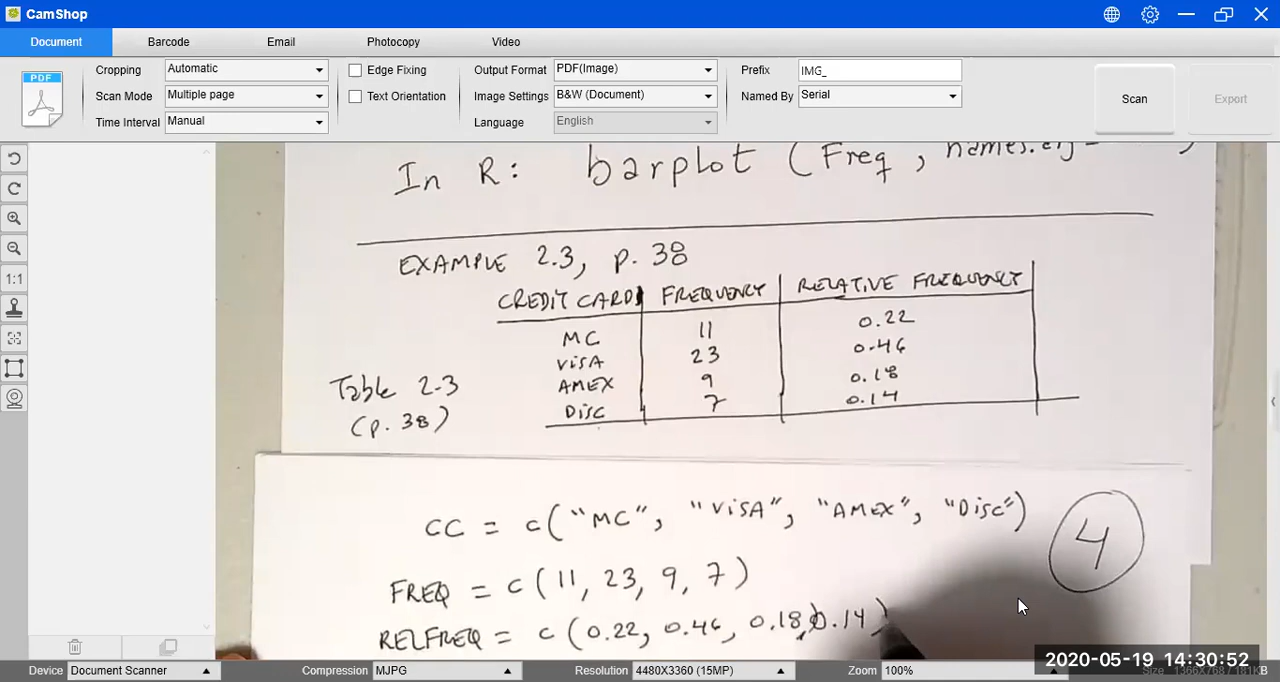 CamShop
Document Barcode Email Photocopy Video
PDF
Cropping Automatic
Scan Mode Multiple page
Time Interval Manual
Edge Fixing
Text Orientation
Output Format PDF(Image)
Image Settings B&W (Document)
Language English
Prefix IMG_
Named By Serial
Scan
Export
1:1
In R: barplot (Freq,
EXAMPLE 2.3, p. 38
CREDIT CARD FREQUENCY RELATIVE FREQUENCY
MC 11 0.22
VISA 23 0.46
AMEX 9 0.18
DISC 7 0.14
Table 2-3
(p. 38)
CC = c("MC", "VISA", "AMEX", "DISC")
4
FREQ = c(11, 23, 9, 7)
RELFREQ = c(0.22, 0.46, 0.18, 0.14)
2020-05-19 14:30:52
Device Document Scanner Compression MJPG Resolution 4480X3360 (15MP) Zoom 100%